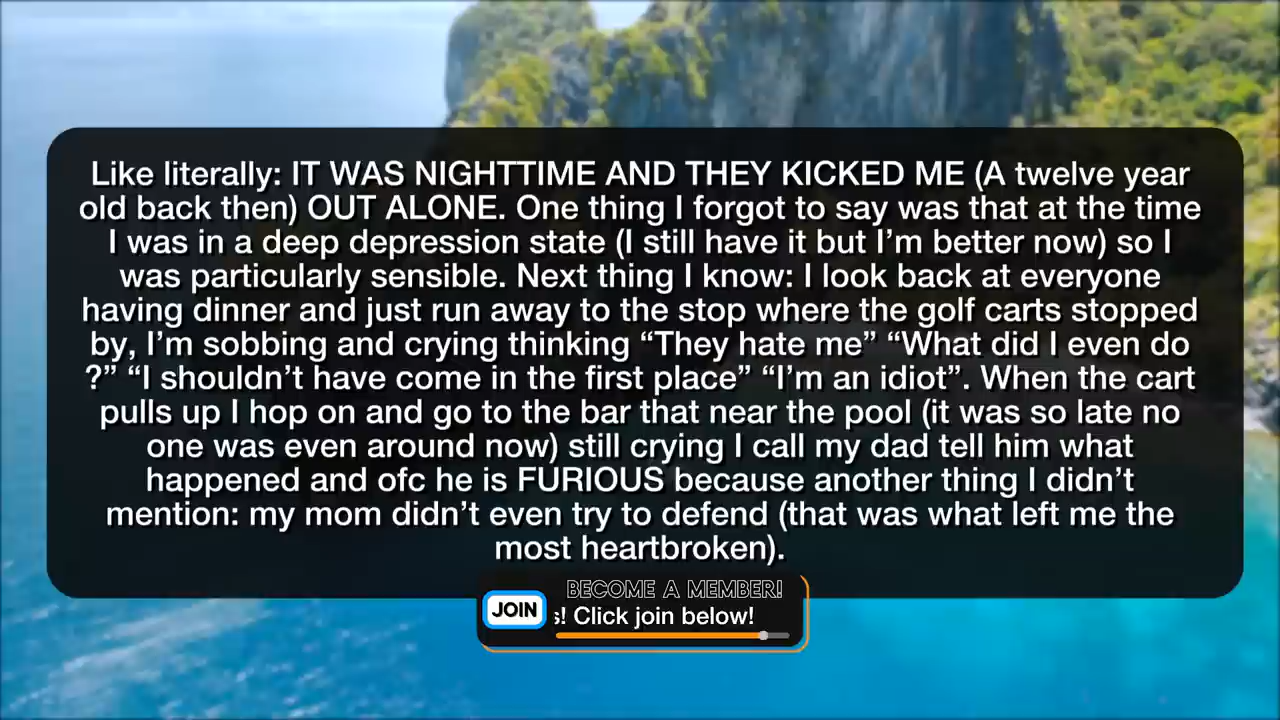 Like literally: IT WAS NIGHTTIME AND THEY KICKED ME (A twelve year
old back then) OUT ALONE. One thing I forgot to say was that at the time
I was in a deep depression state (I still have it but I’m better now) so I
was particularly sensible. Next thing I know: I look back at everyone
having dinner and just run away to the stop where the golf carts stopped
by, I’m sobbing and crying thinking “They hate me” “What did I even do
?” “I shouldn’t have come in the first place” “I’m an idiot”. When the cart
pulls up I hop on and go to the bar that near the pool (it was so late no
one was even around now) still crying I call my dad tell him what
happened and ofc he is FURIOUS because another thing I didn’t
mention: my mom didn’t even try to defend (that was what left me the
most heartbroken).
BECOME A MEMBER!
JOIN
s! Click join below!